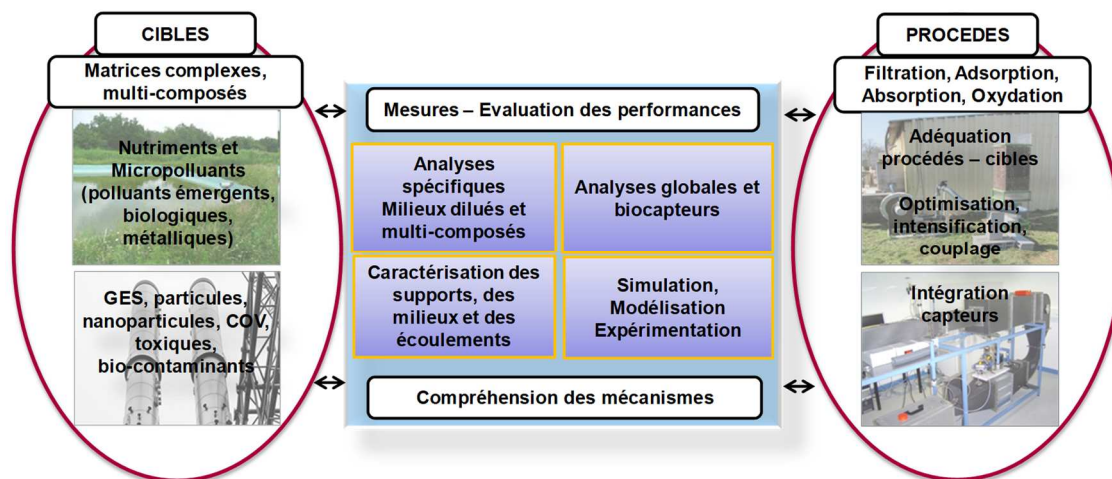 CIBLES
Matrices complexes,
multi-composés
Nutriments et
Micropolluants
(polluants émergents,
biologiques,
métalliques)
GES, particules,
nanoparticules, COV,
toxiques,
bio-contaminants
Mesures – Evaluation des performances
Analyses
spécifiques
Milieux dilués et
multi-composés
Analyses globales et
biocapteurs
Caractérisation des
supports, des
milieux et des
écoulements
Simulation,
Modélisation
Expérimentation
Compréhension des mécanismes
PROCEDES
Filtration, Adsorption,
Absorption, Oxydation
Adéquation
procédés – cibles
Optimisation,
intensification,
couplage
Intégration
capteurs